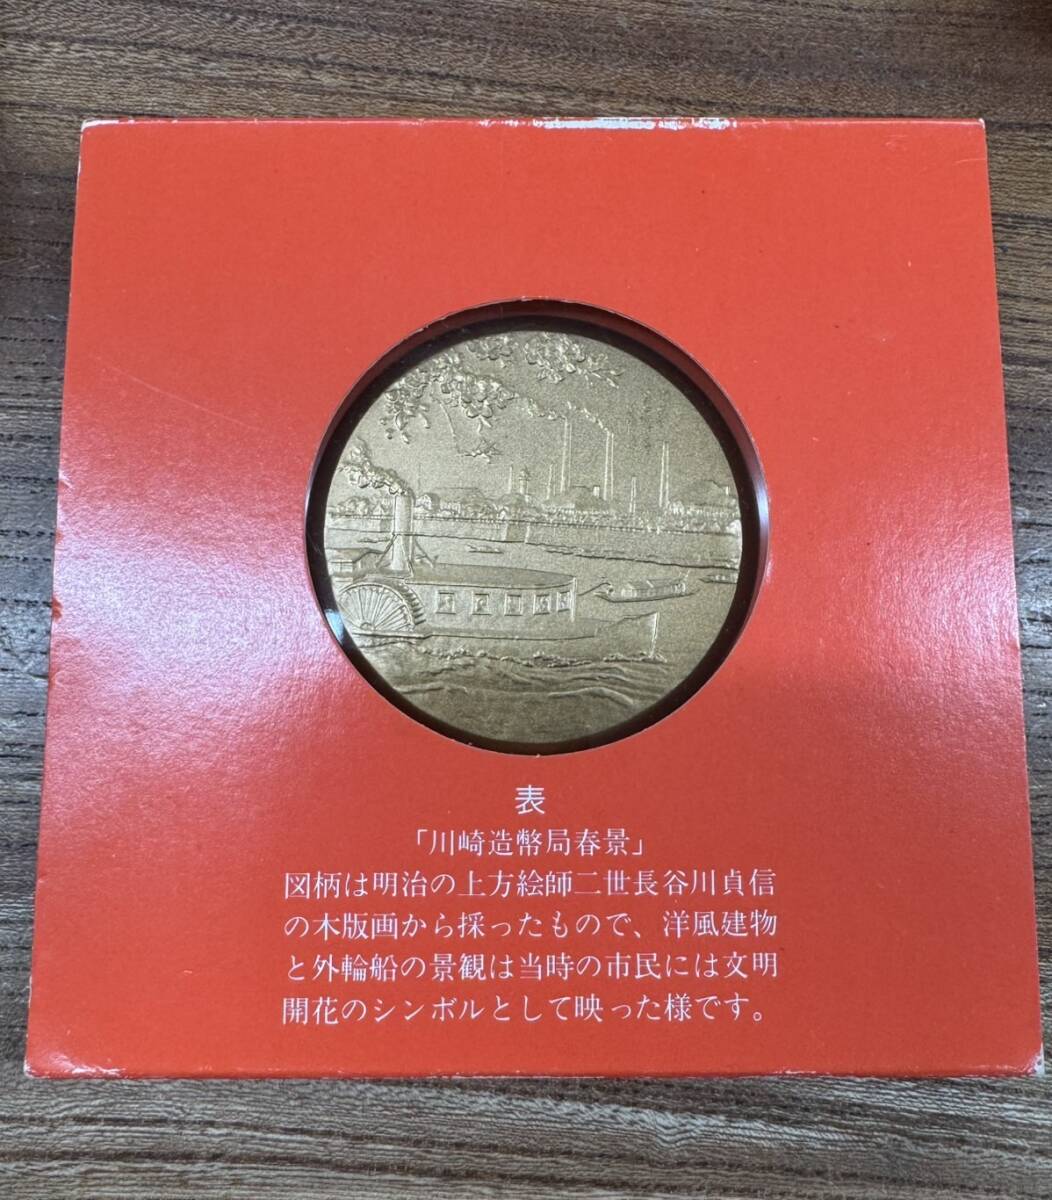 表
「川崎造幣局春景」
図柄は明治の上方絵師二世長谷川貞信
の木版画から採ったもので、洋風建物
と外輪船の景観は当時の市民には文明
開花のシンボルとして映った様です。